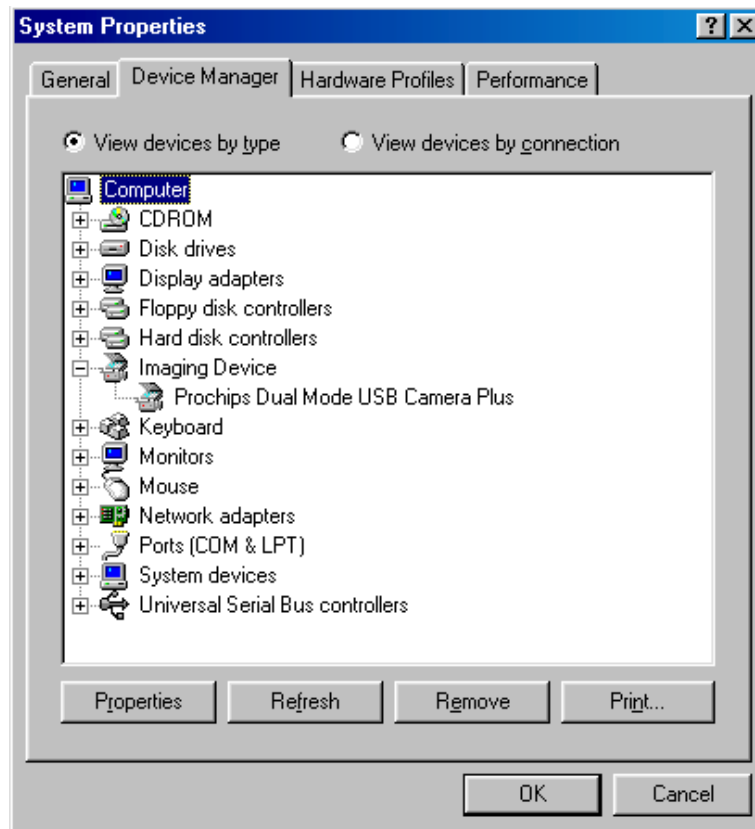 System Properties
General Device Manager Hardware Profiles Performance
View devices by type View devices by connection
Computer
CDROM
Disk drives
Display adapters
Floppy disk controllers
Hard disk controllers
Imaging Device
Prochips Dual Mode USB Camera Plus
Keyboard
Monitors
Mouse
Network adapters
Ports (COM & LPT)
System devices
Universal Serial Bus controllers
Properties Refresh Remove Print...
OK Cancel